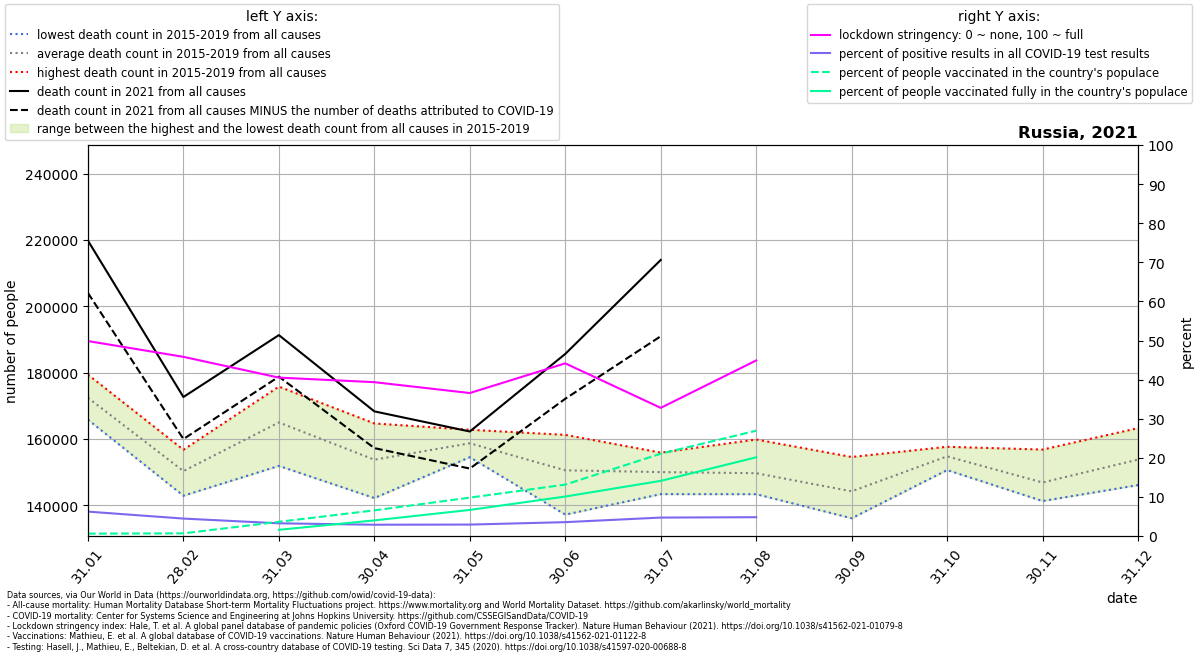 left Y axis:
lowest death count in 2015-2019 from all causes
average death count in 2015-2019 from all causes
highest death count in 2015-2019 from all causes
death count in 2021 from all causes
death count in 2021 from all causes MINUS the number of deaths attributed to COVID-19
range between the highest and the lowest death count from all causes in 2015-2019
right Y axis:
lockdown stringency: 0 ~ none, 100 ~ full
percent of positive results in all COVID-19 test results
percent of people vaccinated in the country's populace
percent of people vaccinated fully in the country's populace
Russia, 2021
number of people
240000
220000
200000
180000
160000
140000
100
90
80
70
60
50
40
30
20
10
0
percent
31.01
28.02
31.03
30.04
31.05
30.06
31.07
31.08
30.09
31.10
30.11
31.12
date
Data sources, via Our World in Data (https://ourworldindata.org, https://github.com/owid/covid-19-data):
- All-cause mortality: Human Mortality Database Short-term Mortality Fluctuations project. https://www.mortality.org and World Mortality Dataset. https://github.com/akarlinsky/world_mortality
- COVID-19 mortality: Center for Systems Science and Engineering at Johns Hopkins University. https://github.com/CSSEGISandData/COVID-19
- Lockdown stringency index: Hale, T. et al. A global panel database of pandemic policies (Oxford COVID-19 Government Response Tracker). Nature Human Behaviour (2021). https://doi.org/10.1038/s41562-021-01079-8
- Vaccinations: Mathieu, E. et al. A global database of COVID-19 vaccinations. Nature Human Behaviour (2021). https://doi.org/10.1038/s41562-021-01122-8
- Testing: Hasell, J., Mathieu, E., Beltekian, D. et al. A cross-country database of COVID-19 testing. Sci Data 7, 345 (2020). https://doi.org/10.1038/s41597-020-00688-8